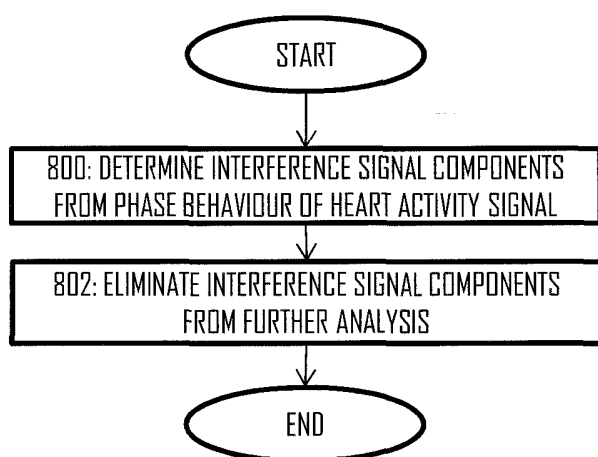 START
800: DETERMINE INTERFERENCE SIGNAL COMPONENTS
FROM PHASE BEHAVIOUR OF HEART ACTIVITY SIGNAL
802: ELIMINATE INTERFERENCE SIGNAL COMPONENTS
FROM FURTHER ANALYSIS
END